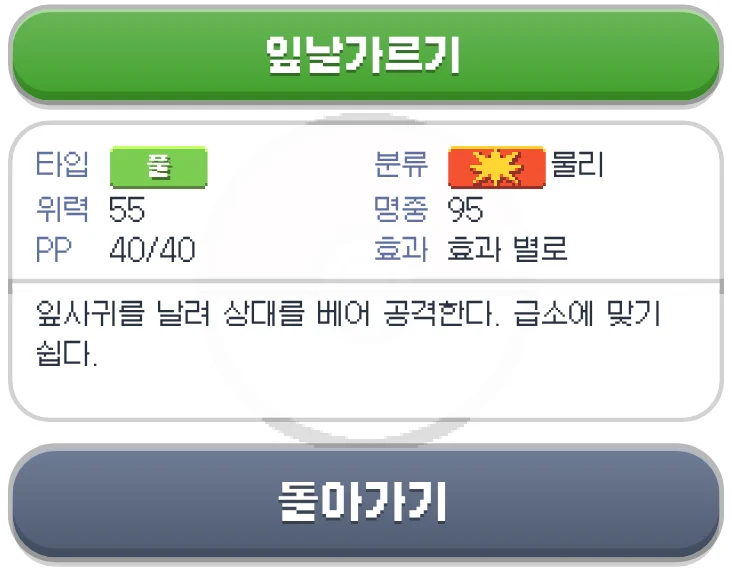 잎날가르기
타입 풀 분류 물리
위력 55 명중 95
PP 40/40 효과 효과 별로
잎사귀를 날려 상대를 베어 공격한다. 급소에 맞기
쉽다.
돌아가기